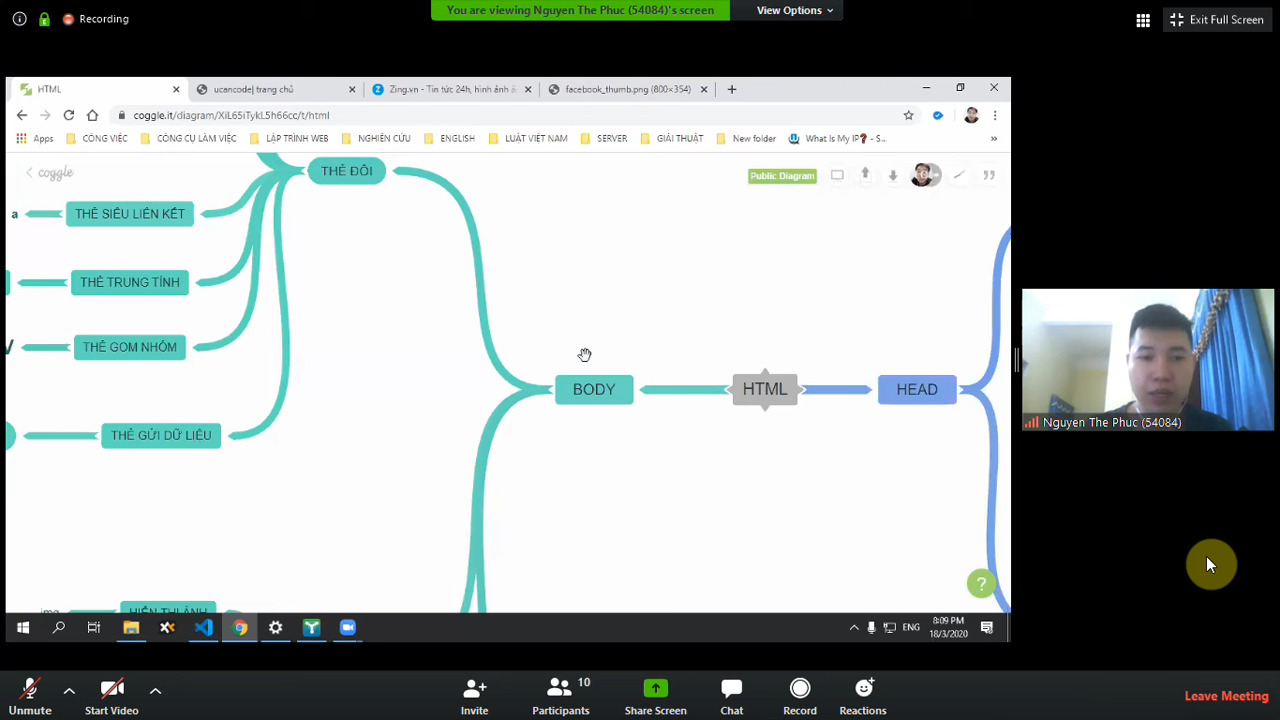 Recording
You are viewing Nguyen The Phuc (54084)'s screen
View Options
Exit Full Screen
HTML
ucancode| trang chủ
Zing.vn - Tin tức 24h, hình ảnh ấ
facebook_thumb.png (800×354)
coggle.it/diagram/XiL65iTykL5h66cc/t/html
Apps
CÔNG VIỆC
CÔNG CỤ LÀM VIỆC
LẬP TRÌNH WEB
NGHIÊN CỨU
ENGLISH
LUẬT VIỆT NAM
SERVER
GIẢI THUẬT
New folder
What Is My IP? - S...
coggle
THẺ ĐÔI
Public Diagram
a
THẺ SIÊU LIÊN KẾT
THẺ TRUNG TÍNH
THẺ GOM NHÓM
BODY
HTML
HEAD
THẺ GỬI DỮ LIỆU
img
HIỂN THỊ ẢNH
?
Nguyen The Phuc (54084)
ENG
8:09 PM
18/3/2020
Unmute
Start Video
Invite
10
Participants
Share Screen
Chat
Record
Reactions
Leave Meeting